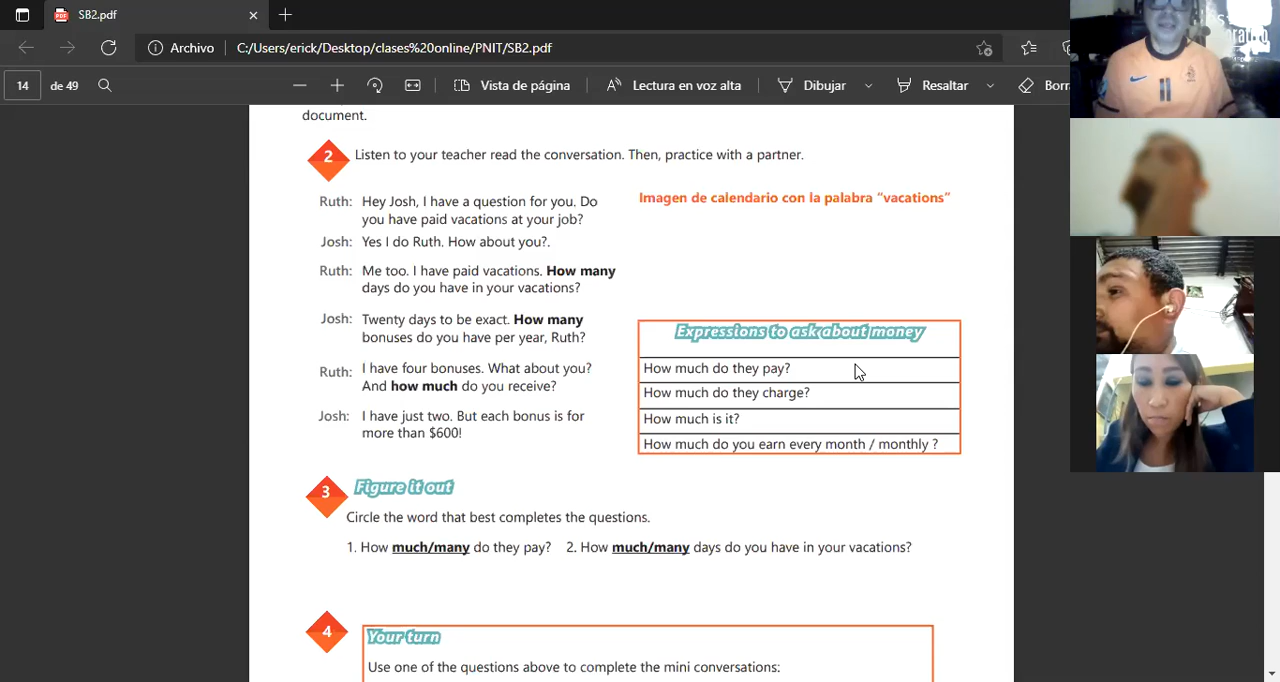 SB2.pdf
Archivo
C:/Users/erick/Desktop/clases%20online/PNIT/SB2.pdf
14
de 49
Vista de página
Lectura en voz alta
Dibujar
Resaltar
document.
2
Listen to your teacher read the conversation. Then, practice with a partner.
Ruth: Hey Josh, I have a question for you. Do
you have paid vacations at your job?
Josh: Yes I do Ruth. How about you?.
Ruth: Me too. I have paid vacations. How many
days do you have in your vacations?
Josh: Twenty days to be exact. How many
bonuses do you have per year, Ruth?
Ruth: I have four bonuses. What about you?
And how much do you receive?
Josh: I have just two. But each bonus is for
more than $600!
Imagen de calendario con la palabra “vacations”
Expressions to ask about money
How much do they pay?
How much do they charge?
How much is it?
How much do you earn every month / monthly ?
3
Figure it out
Circle the word that best completes the questions.
1. How much/many do they pay? 2. How much/many days do you have in your vacations?
4
Your turn
Use one of the questions above to complete the mini conversations: